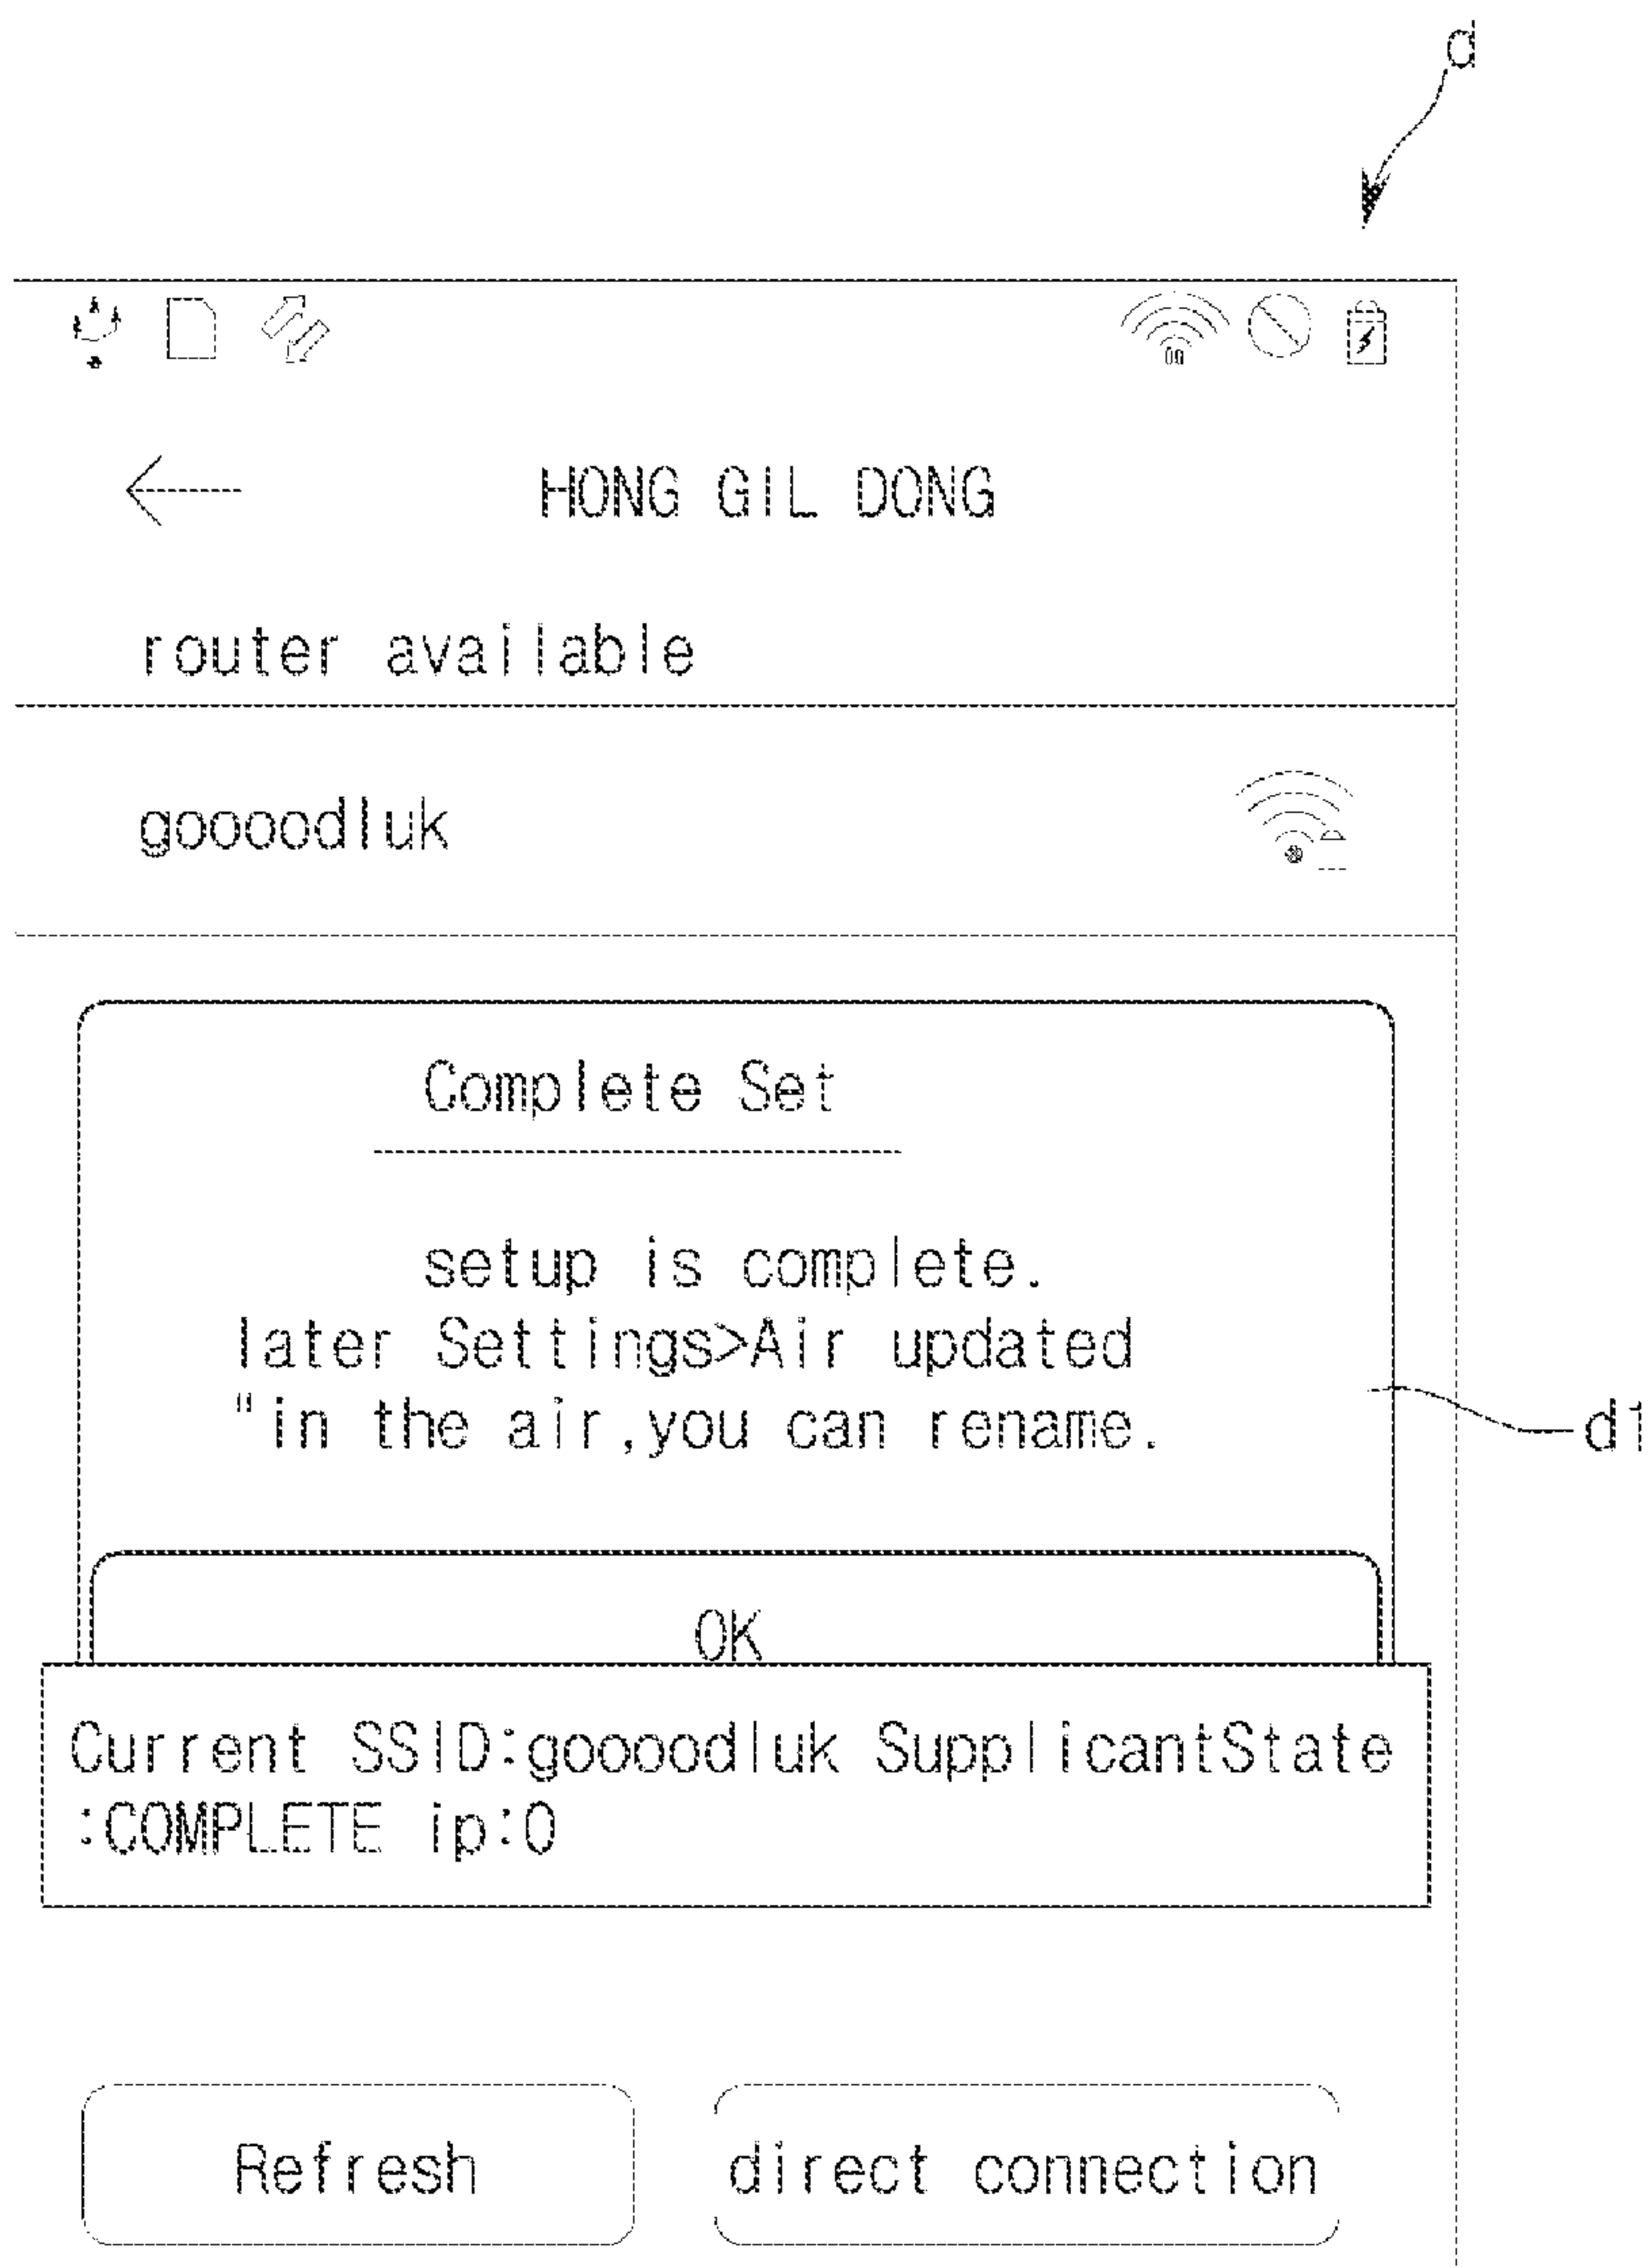 d
HONG GIL DONG
router available
goooodluk
Complete Set
setup is complete.
later Settings>Air updated
"in the air,you can rename.
d1
OK
Current SSID:goooodluk SupplicantState
:COMPLETE ip:0
Refresh
direct connection